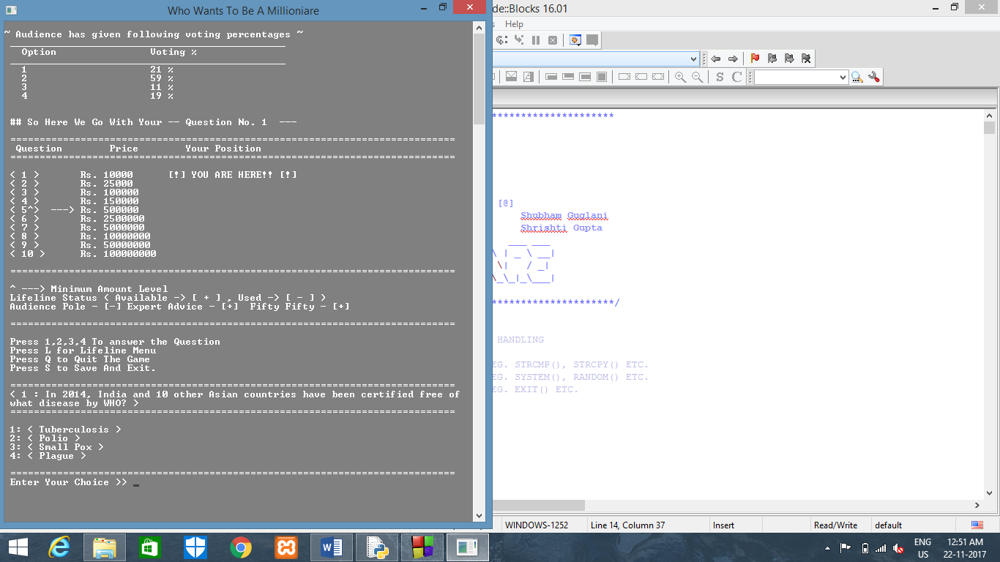 Who Wants To Be A Millioniare
~ Audience has given following voting percentages ~
Option Voting %
1 21 %
2 59 %
3 11 %
4 19 %
## So Here We Go With Your -- Question No. 1 ---
=============================================================================
Question Price Your Position
=============================================================================
< 1 > Rs. 10000 [!] YOU ARE HERE!! [!]
< 2 > Rs. 25000
< 3 > Rs. 100000
< 4 > Rs. 150000
< 5^> ---> Rs. 500000
< 6 > Rs. 2500000
< 7 > Rs. 5000000
< 8 > Rs. 10000000
< 9 > Rs. 50000000
< 10 > Rs. 100000000
=============================================================================
^ ---> Minimum Amount Level
Lifeline Status ( Available -> [ + ] , Used -> [ - ] )
Audience Pole - [-] Expert Advice - [+] Fifty Fifty - [+]
=============================================================================
Press 1,2,3,4 To answer the Question
Press L for Lifeline Menu
Press Q to Quit The Game
Press S to Save And Exit.
=============================================================================
< 1 : In 2014, India and 10 other Asian countries have been certified free of
what disease by WHO? >
=============================================================================
1: < Tuberculosis >
2: < Polio >
3: < Small Pox >
4: < Plague >
=============================================================================
Enter Your Choice >> _
de::Blocks 16.01
s Help
S C
*********************
[@]
Shubham Guglani
Shrishti Gupta
___ ___
\ | _ \ __|
\| / _|
\_\_|_\___|
*********************/
HANDLING
EG. STRCMP(), STRCPY() ETC.
EG. SYSTEM(), RANDOM() ETC.
EG. EXIT() ETC.
WINDOWS-1252 Line 14, Column 37 Insert Read/Write default
ENG 12:51 AM
US 22-11-2017